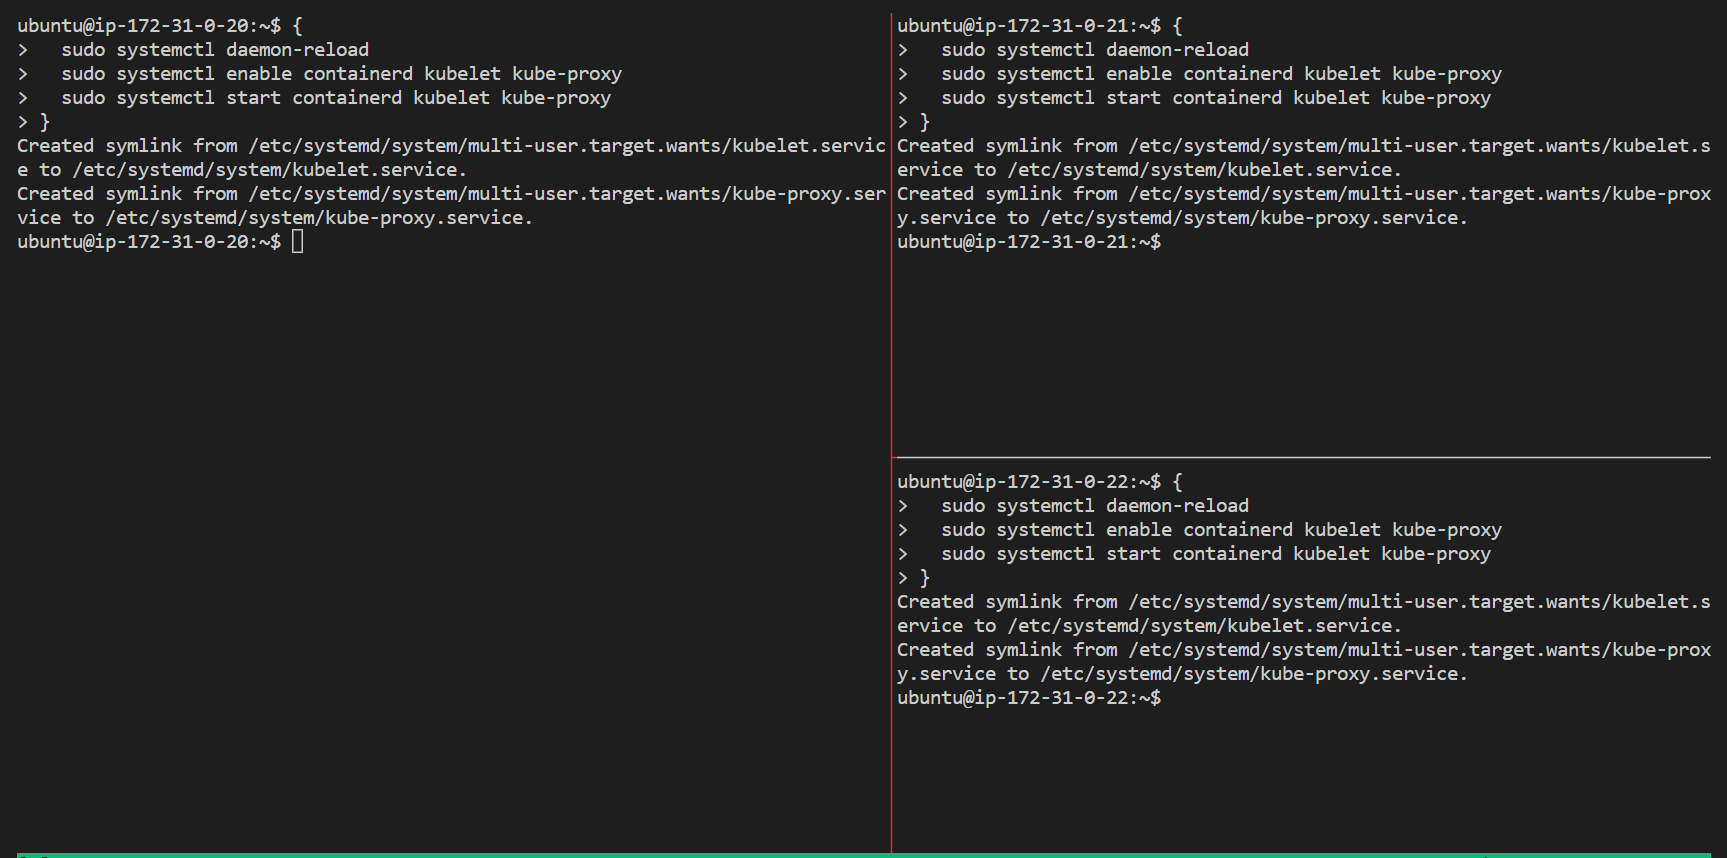 ubuntu@ip-172-31-0-20:~$ {
>   sudo systemctl daemon-reload
>   sudo systemctl enable containerd kubelet kube-proxy
>   sudo systemctl start containerd kubelet kube-proxy
> }
Created symlink from /etc/systemd/system/multi-user.target.wants/kubelet.servic
e to /etc/systemd/system/kubelet.service.
Created symlink from /etc/systemd/system/multi-user.target.wants/kube-proxy.ser
vice to /etc/systemd/system/kube-proxy.service.
ubuntu@ip-172-31-0-20:~$
ubuntu@ip-172-31-0-21:~$ {
>   sudo systemctl daemon-reload
>   sudo systemctl enable containerd kubelet kube-proxy
>   sudo systemctl start containerd kubelet kube-proxy
> }
Created symlink from /etc/systemd/system/multi-user.target.wants/kubelet.s
ervice to /etc/systemd/system/kubelet.service.
Created symlink from /etc/systemd/system/multi-user.target.wants/kube-prox
y.service to /etc/systemd/system/kube-proxy.service.
ubuntu@ip-172-31-0-21:~$
ubuntu@ip-172-31-0-22:~$ {
>   sudo systemctl daemon-reload
>   sudo systemctl enable containerd kubelet kube-proxy
>   sudo systemctl start containerd kubelet kube-proxy
> }
Created symlink from /etc/systemd/system/multi-user.target.wants/kubelet.s
ervice to /etc/systemd/system/kubelet.service.
Created symlink from /etc/systemd/system/multi-user.target.wants/kube-prox
y.service to /etc/systemd/system/kube-proxy.service.
ubuntu@ip-172-31-0-22:~$